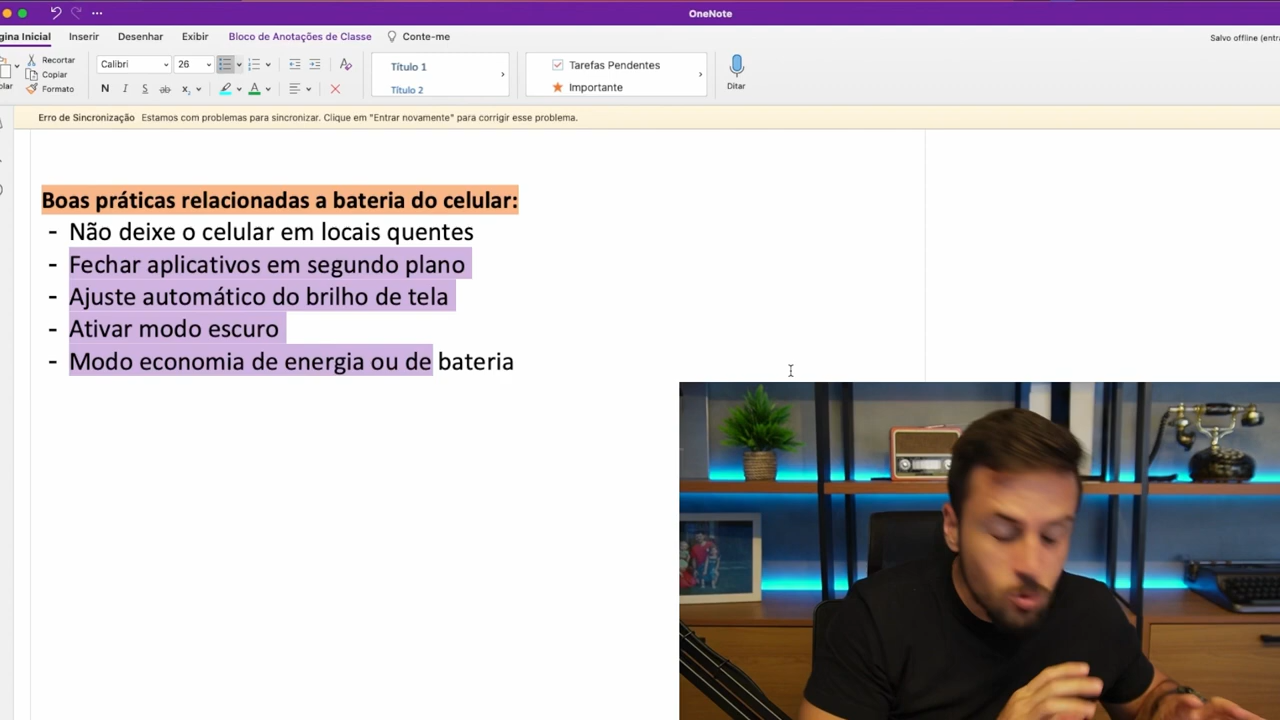 OneNote
gina Inicial
Inserir
Desenhar
Exibir
Bloco de Anotações de Classe
Conte-me
Salvo offline (entr
Recortar
Copiar
Formato
olar
Calibri
26
N
I
S
ab
Título 1
Título 2
Tarefas Pendentes
Importante
Ditar
Erro de Sincronização Estamos com problemas para sincronizar. Clique em "Entrar novamente" para corrigir esse problema.
Boas práticas relacionadas a bateria do celular:
- Não deixe o celular em locais quentes
- Fechar aplicativos em segundo plano
- Ajuste automático do brilho de tela
- Ativar modo escuro
- Modo economia de energia ou de bateria